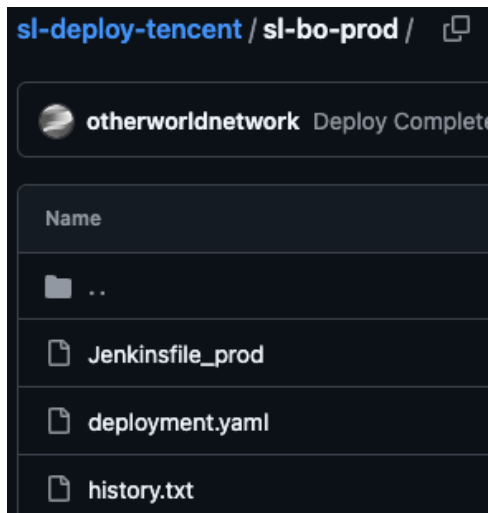 sl-deploy-tencent / sl-bo-prod /
otherworldnetwork Deploy Complete
Name
..
Jenkinsfile_prod
deployment.yaml
history.txt